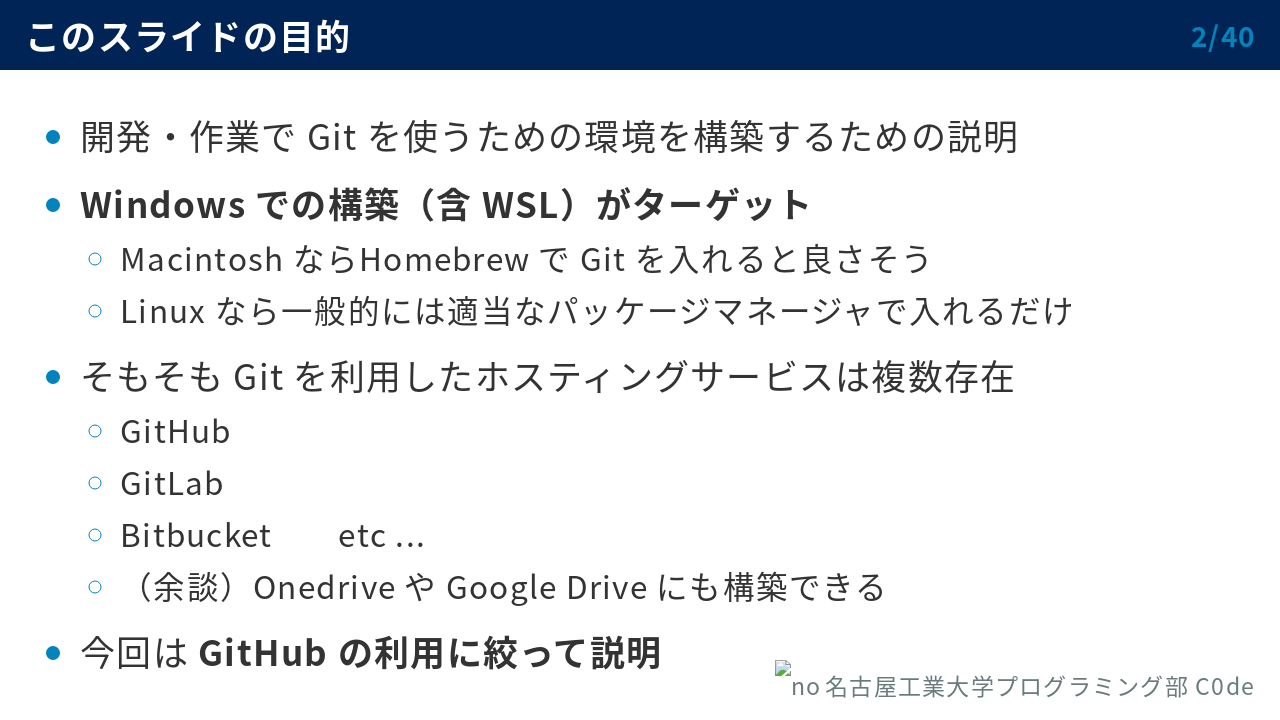 このスライドの目的
2/40
開発・作業で Git を使うための環境を構築するための説明
Windows での構築（含 WSL）がターゲット
Macintosh ならHomebrew で Git を入れると良さそう
Linux なら一般的には適当なパッケージマネージャで入れるだけ
そもそも Git を利用したホスティングサービスは複数存在
GitHub
GitLab
Bitbucket　　etc ...
（余談）Onedrive や Google Drive にも構築できる
今回は GitHub の利用に絞って説明
no 名古屋工業大学プログラミング部 C0de